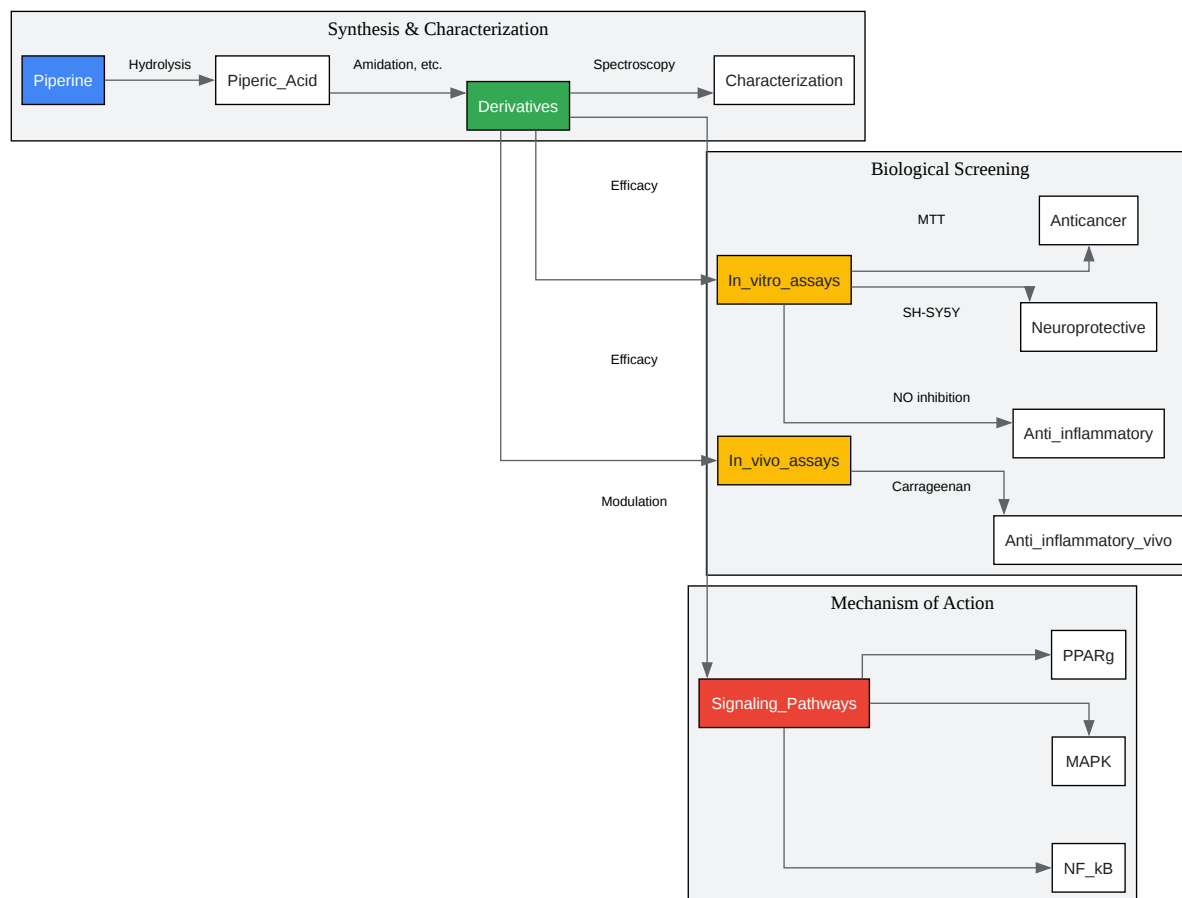 Synthesis & Characterization
Piperine
Hydrolysis
Piperic_Acid
Amidation, etc.
Derivatives
Spectroscopy
Characterization
Efficacy
Efficacy
Modulation
Biological Screening
In_vitro_assays
MTT
Anticancer
SH-SY5Y
Neuroprotective
NO inhibition
Anti_inflammatory
In_vivo_assays
Carrageenan
Anti_inflammatory_vivo
Mechanism of Action
Signaling_Pathways
PPARg
MAPK
NF_kB